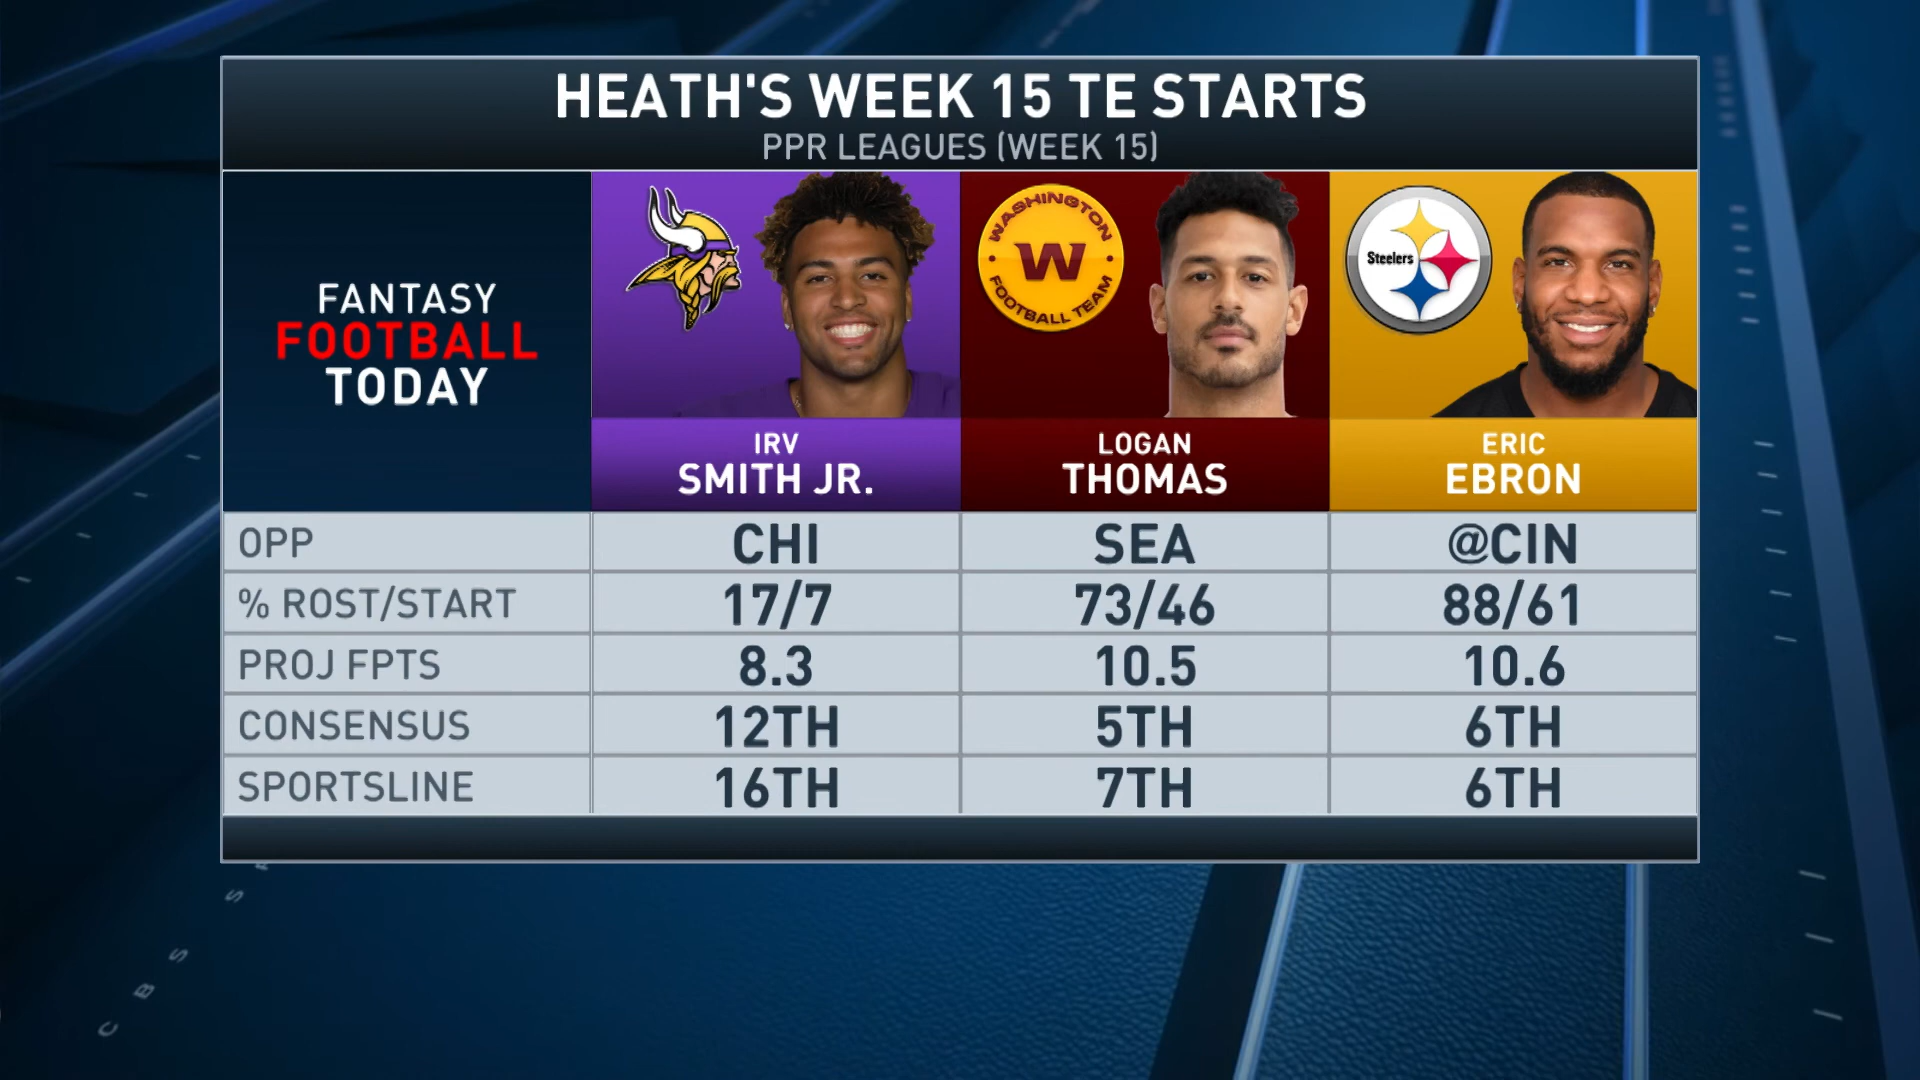 HEATH'S WEEK 15 TE STARTS
PPR LEAGUES (WEEK 15)
FANTASY
FOOTBALL
TODAY
WASHINGTON
W
FOOTBALL TEAM
Steelers
IRV
SMITH JR.
LOGAN
THOMAS
ERIC
EBRON
OPP CHI SEA @CIN
% ROST/START 17/7 73/46 88/61
PROJ FPTS 8.3 10.5 10.6
CONSENSUS 12TH 5TH 6TH
SPORTSLINE 16TH 7TH 6TH
C B S S